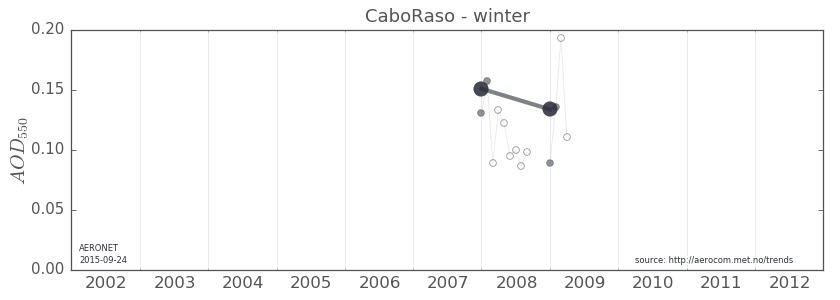 CaboRaso - winter
0.20
0.15
0.10
0.05
0.00
AOD550
AERONET
2015-09-24
source: http://aerocom.met.no/trends
2002 2003 2004 2005 2006 2007 2008 2009 2010 2011 2012